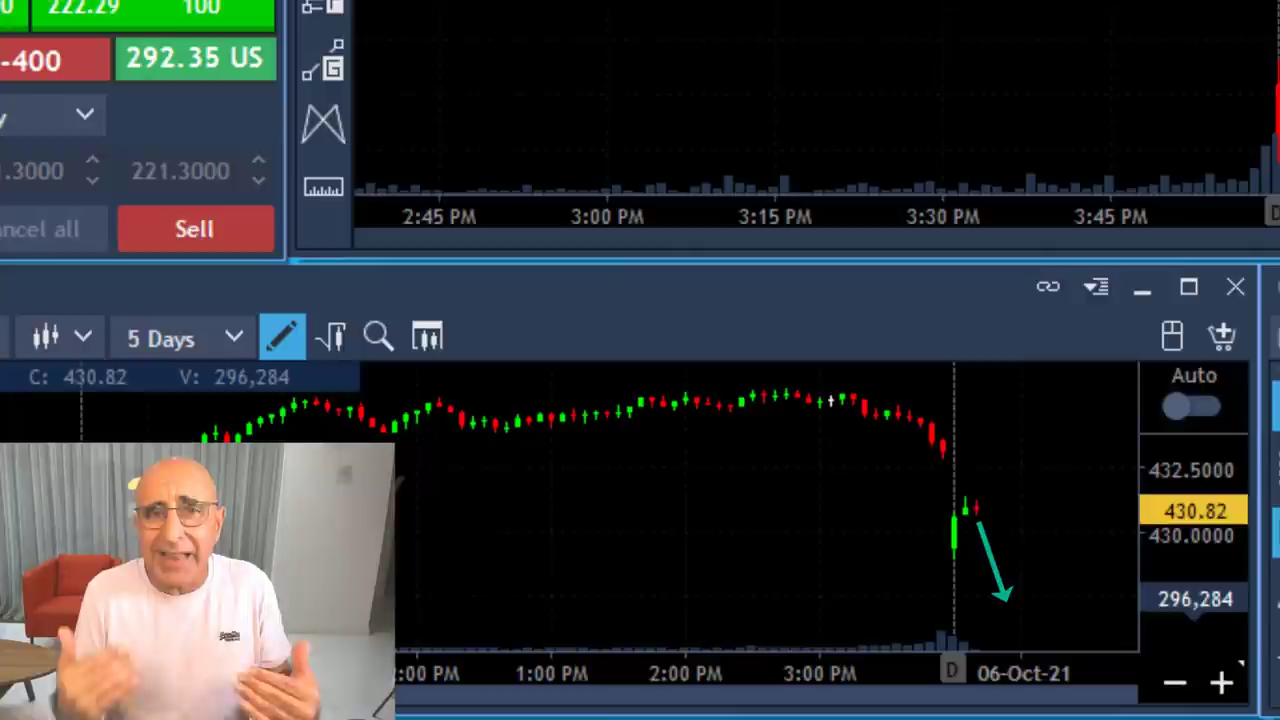 222.29 100
-400 292.35 US
.3000 221.3000
ncel all Sell
2:45 PM 3:00 PM 3:15 PM 3:30 PM 3:45 PM
5 Days
C: 430.82 V: 296,284
Auto
432.5000
430.82
430.0000
296,284
:00 PM 1:00 PM 2:00 PM 3:00 PM D 06-Oct-21